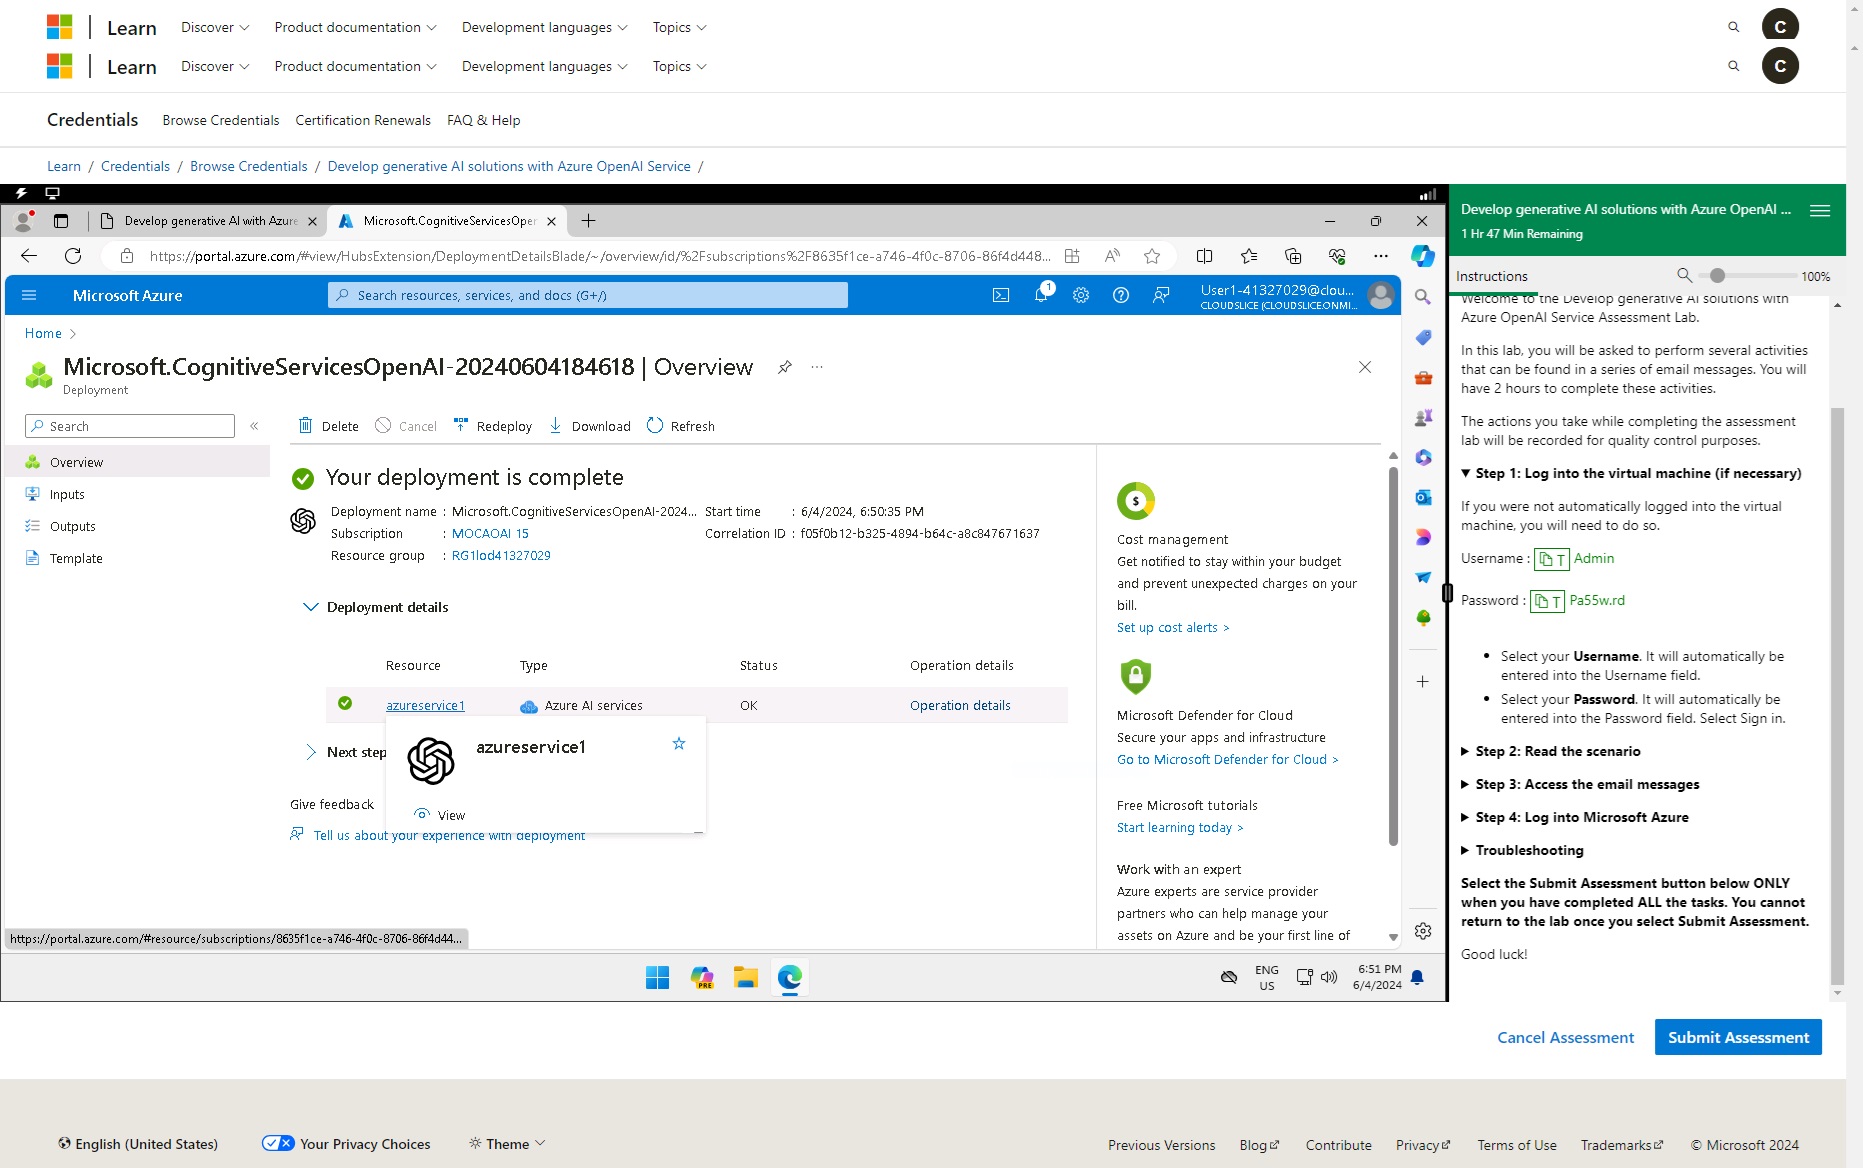 Learn Discover Product documentation Development languages Topics C
Learn Discover Product documentation Development languages Topics C
Credentials Browse Credentials Certification Renewals FAQ & Help
Learn / Credentials / Browse Credentials / Develop generative AI solutions with Azure OpenAI Service /
Develop generative AI with Azure
Microsoft.CognitiveServicesOper
https://portal.azure.com/#view/HubsExtension/DeploymentDetailsBlade/~/overview/id/%2Fsubscriptions%2F8635f1ce-a746-4f0c-8706-86f4d448...
Microsoft Azure
Search resources, services, and docs (G+/)
1
User1-41327029@clou...
CLOUDSLICE (CLOUDSLICE.ONMI...
Home
Microsoft.CognitiveServicesOpenAI-20240604184618 | Overview
Deployment
Search
Overview
Inputs
Outputs
Template
Delete Cancel Redeploy Download Refresh
Your deployment is complete
Deployment name : Microsoft.CognitiveServicesOpenAI-2024...
Subscription : MOCAOAI 15
Resource group : RG1lod41327029
Start time : 6/4/2024, 6:50:35 PM
Correlation ID : f05f0b12-b325-4894-b64c-a8c847671637
Deployment details
Resource Type Status Operation details
azureservice1 Azure AI services OK Operation details
azureservice1
View
Next step
Give feedback
Tell us about your experience with deployment
Cost management
Get notified to stay within your budget
and prevent unexpected charges on your
bill.
Set up cost alerts >
Microsoft Defender for Cloud
Secure your apps and infrastructure
Go to Microsoft Defender for Cloud >
Free Microsoft tutorials
Start learning today >
Work with an expert
Azure experts are service provider
partners who can help manage your
assets on Azure and be your first line of
https://portal.azure.com/#resource/subscriptions/8635f1ce-a746-4f0c-8706-86f4d44...
PRE
ENG
US
6:51 PM
6/4/2024
Develop generative AI solutions with Azure OpenAI ...
1 Hr 47 Min Remaining
Instructions 100%
Welcome to the Develop generative AI solutions with
Azure OpenAI Service Assessment Lab.
In this lab, you will be asked to perform several activities
that can be found in a series of email messages. You will
have 2 hours to complete these activities.
The actions you take while completing the assessment
lab will be recorded for quality control purposes.
Step 1: Log into the virtual machine (if necessary)
If you were not automatically logged into the virtual
machine, you will need to do so.
Username : T Admin
Password : T Pa55w.rd
• Select your Username. It will automatically be
entered into the Username field.
• Select your Password. It will automatically be
entered into the Password field. Select Sign in.
Step 2: Read the scenario
Step 3: Access the email messages
Step 4: Log into Microsoft Azure
Troubleshooting
Select the Submit Assessment button below ONLY
when you have completed ALL the tasks. You cannot
return to the lab once you select Submit Assessment.
Good luck!
Cancel Assessment Submit Assessment
English (United States) Your Privacy Choices Theme
Previous Versions Blog Contribute Privacy Terms of Use Trademarks © Microsoft 2024